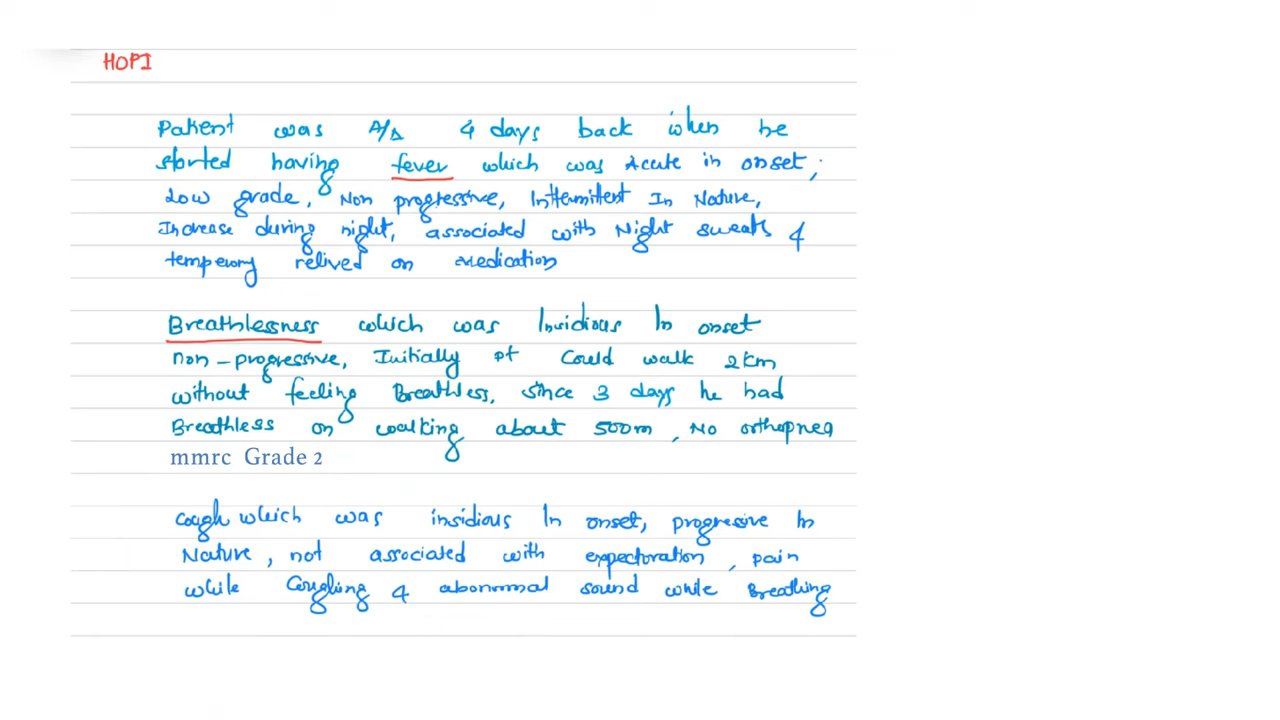 HOPI
Patient was A/A 4 days back when he
started having fever which was Acute in onset,
Low grade, Non progressive, Intermittent In Nature,
Increase during night, associated with Night sweats &
temperory relived on medication
Breathlessness which was Insidious In onset
non-progressive, Initially pt could walk 2km
without feeling Breathless, since 3 days he had
Breathless on walking about 500m, No orthopnea
mmrc Grade 2
cough which was insidious In onset, progressive In
Nature, not associated with expectoration, pain
while Coughing & abonormal sound while Breathing